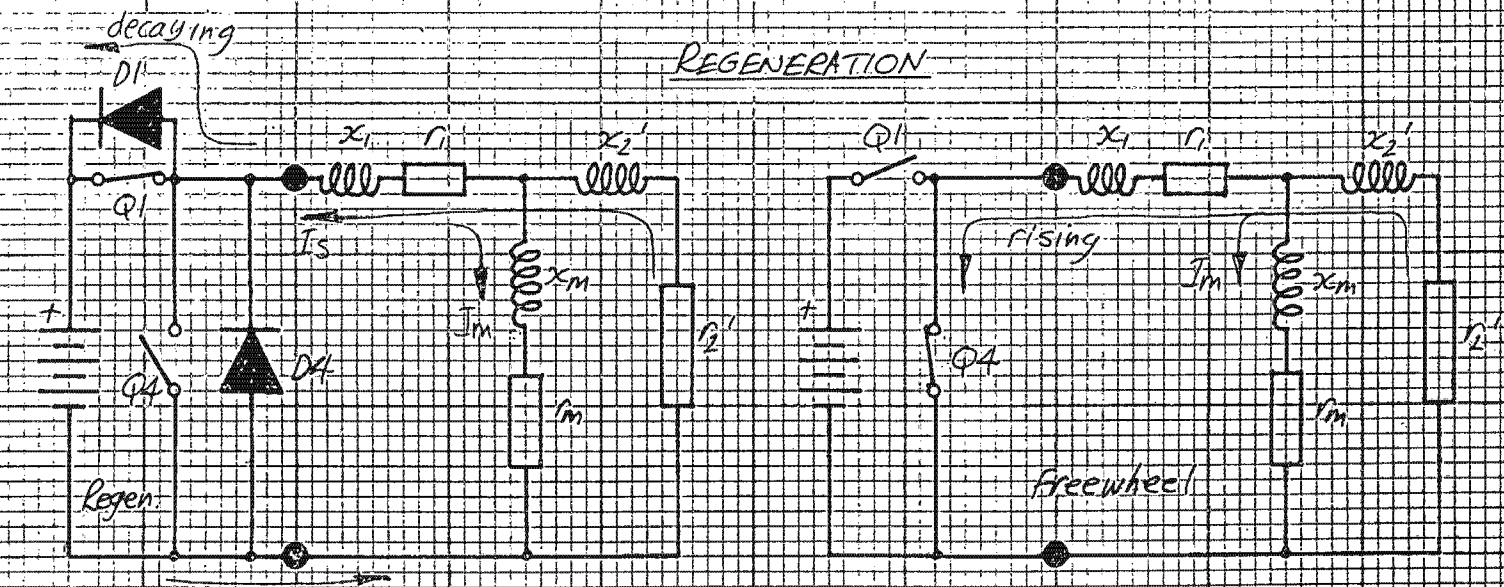 REGENERATION
decaying
D1
x₁
r₁
x₂'
Q1
Is
Im
xm
r₂'
+
Q4
D4
rm
Regen.
Q1
x₁
r₁
x₂'
rising
Im
xm
r₂'
+
Q4
rm
Freewheel